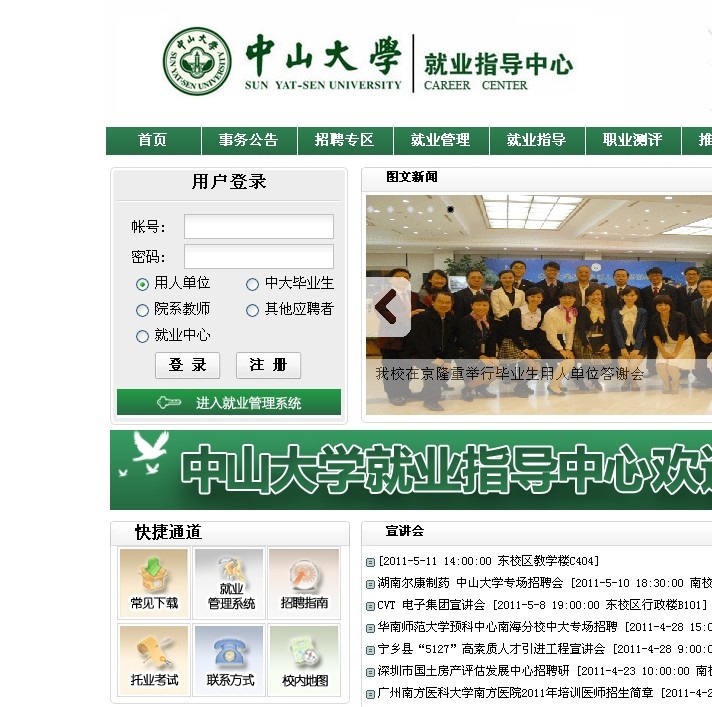 中山大學 就业指导中心
SUN YAT-SEN UNIVERSITY CAREER CENTER
首页 事务公告 招聘专区 就业管理 就业指导 职业测评 推
用户登录
帐号：
密码：
用人单位 中大毕业生
院系教师 其他应聘者
就业中心
登 录 注 册
进入就业管理系统
图文新闻
我校在京隆重举行毕业生用人单位答谢会
中山大学就业指导中心欢迎
快捷通道
常见下载 就业管理系统 招聘指南
托业考试 联系方式 校内地图
宣讲会
[2011-5-11 14:00:00 东校区教学楼C404]
湖南尔康制药 中山大学专场招聘会 [2011-5-10 18:30:00 南校
CVT 电子集团宣讲会 [2011-5-8 19:00:00 东校区行政楼B101]
华南师范大学预科中心南海分校中大专场招聘 [2011-4-28 15:0
宁乡县“5127”高素质人才引进工程宣讲会 [2011-4-28 9:00:0
深圳市国土房产评估发展中心招聘研 [2011-4-23 10:00:00 南校
广州南方医科大学南方医院2011年培训医师招生简章 [2011-4-2